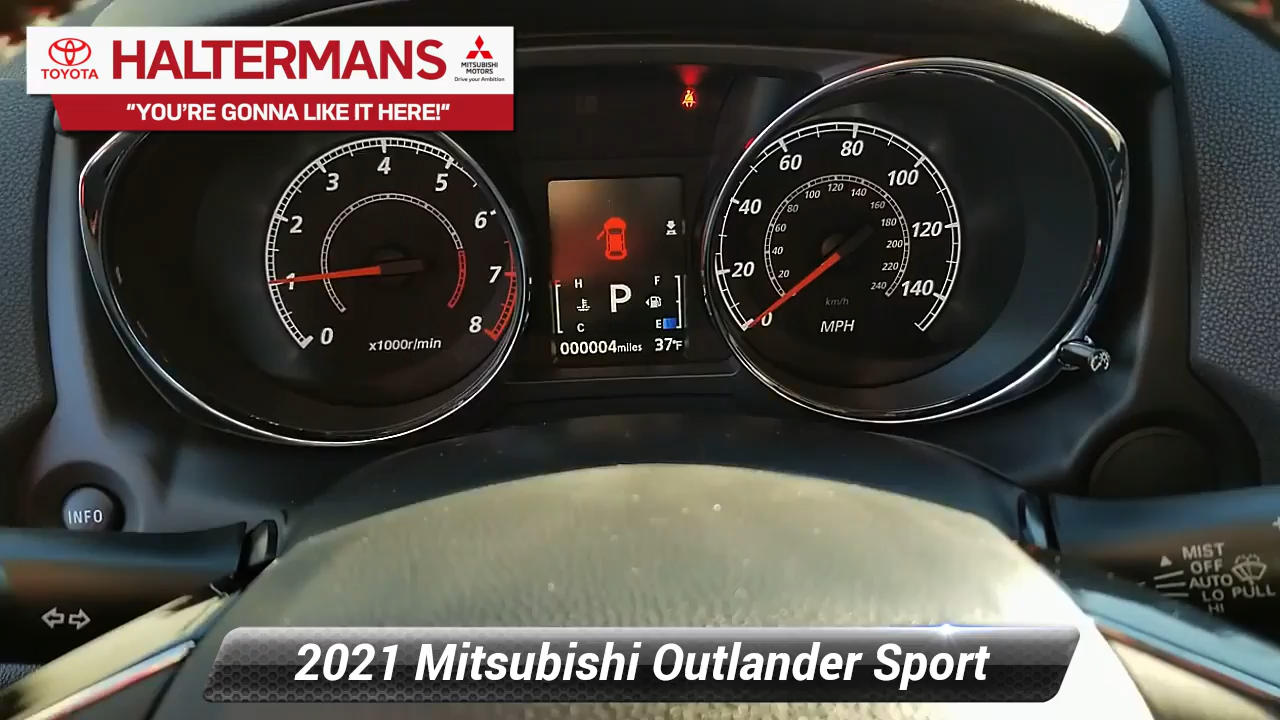 TOYOTA
HALTERMANS
MITSUBISHI
MOTORS
Drive your Ambition
"YOU'RE GONNA LIKE IT HERE!"
0 1 2 3 4 5 6 7 8
x1000r/min
H F
P
C E
000004miles 37°F
0 20 40 60 80 100 120 140
20 40 60 80 100 120 140 160 180 200 220 240
km/h
MPH
INFO
MIST
OFF
AUTO
LO PULL
HI
2021 Mitsubishi Outlander Sport